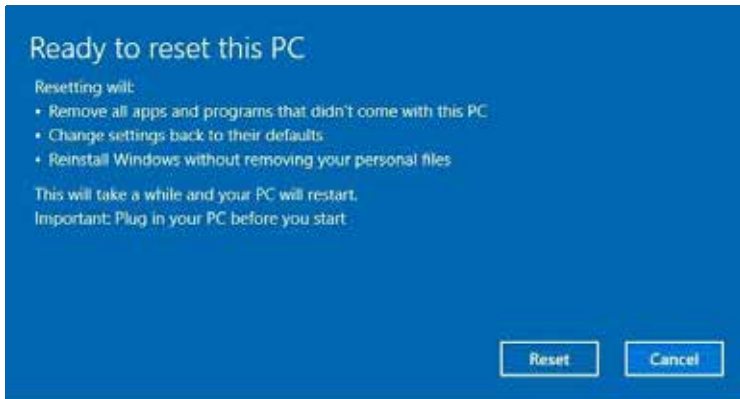 Ready to reset this PC
Resetting will:
• Remove all apps and programs that didn't come with this PC
• Change settings back to their defaults
• Reinstall Windows without removing your personal files
This will take a while and your PC will restart.
Important: Plug in your PC before you start
Reset
Cancel